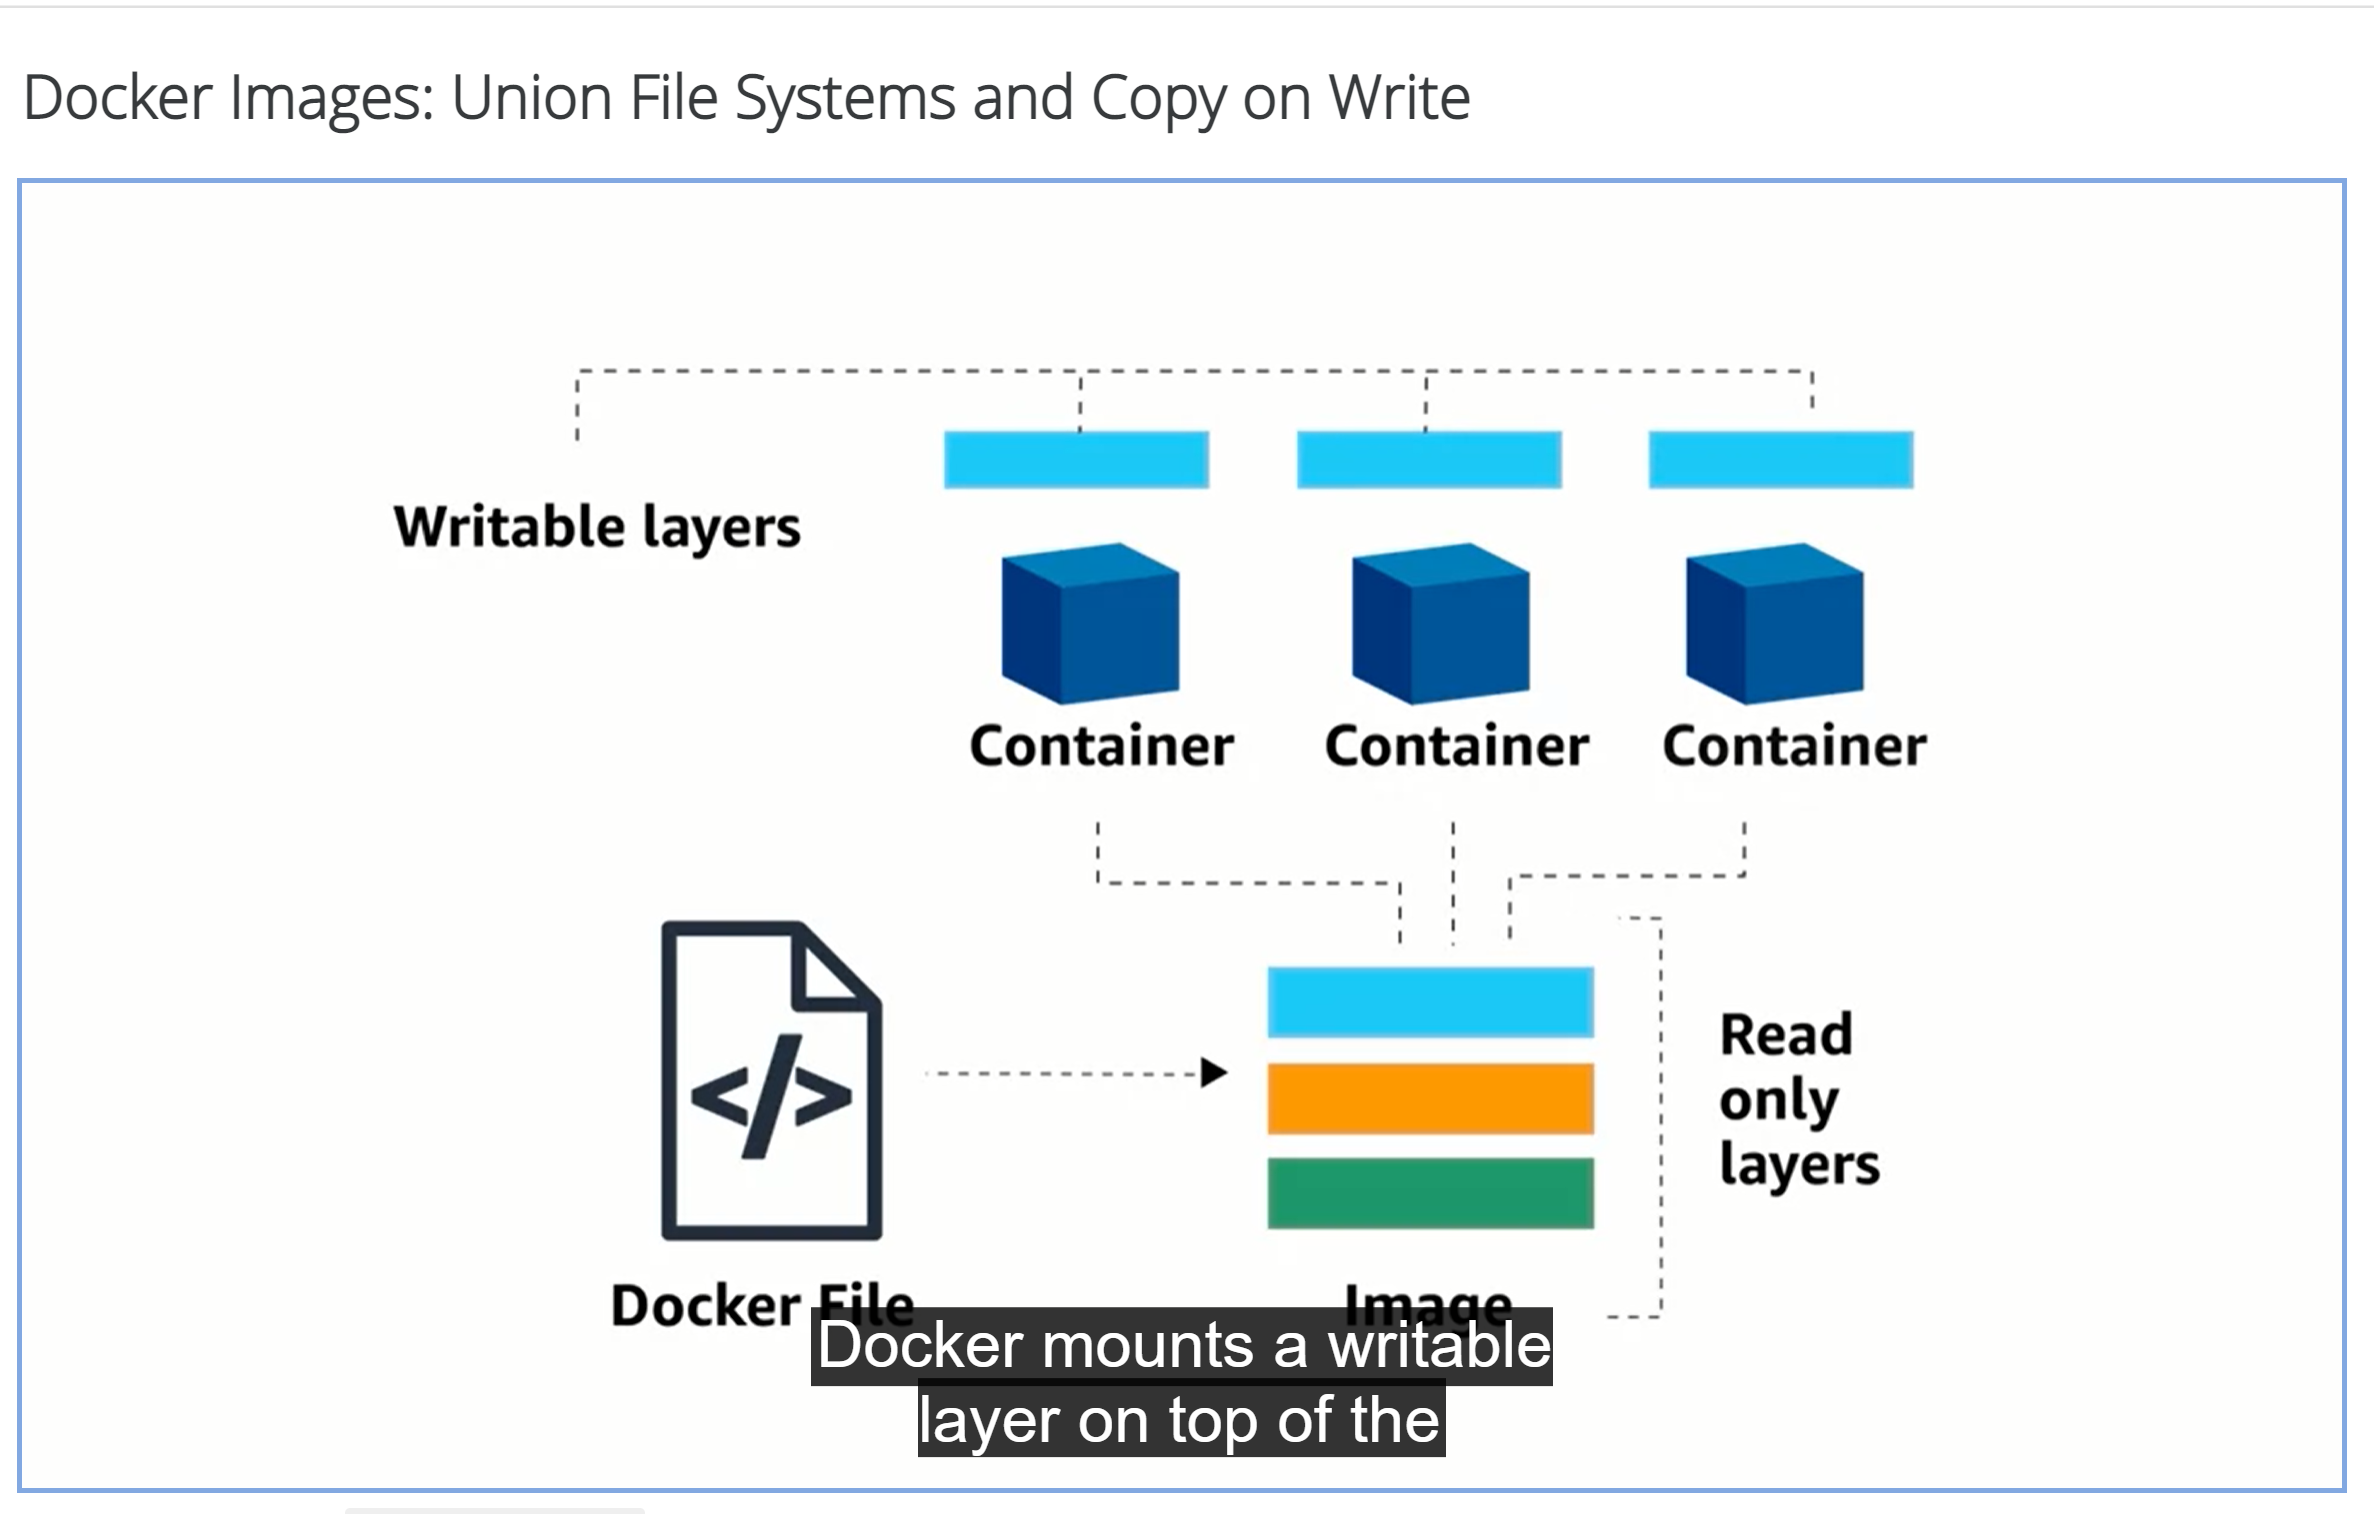 Docker Images: Union File Systems and Copy on Write
Writable layers
Container Container Container
Read
only
layers
Docker File Image
Docker mounts a writable
layer on top of the